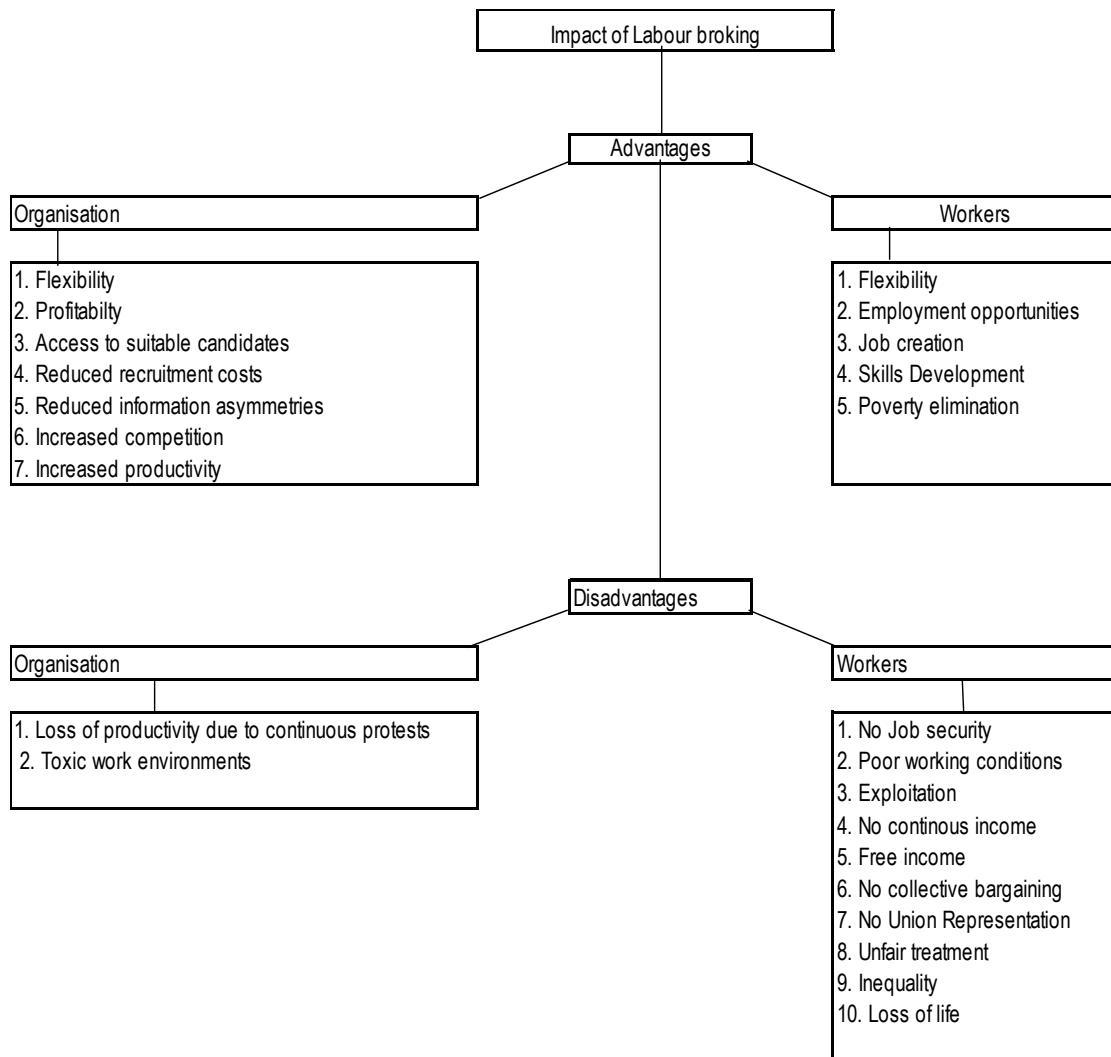 Impact of Labour broking
Advantages
Organisation
1. Flexibility
2. Profitabilty
3. Access to suitable candidates
4. Reduced recruitment costs
5. Reduced information asymmetries
6. Increased competition
7. Increased productivity
Workers
1. Flexibility
2. Employment opportunities
3. Job creation
4. Skills Development
5. Poverty elimination
Disadvantages
Organisation
1. Loss of productivity due to continuous protests
2. Toxic work environments
Workers
1. No Job security
2. Poor working conditions
3. Exploitation
4. No continous income
5. Free income
6. No collective bargaining
7. No Union Representation
8. Unfair treatment
9. Inequality
10. Loss of life